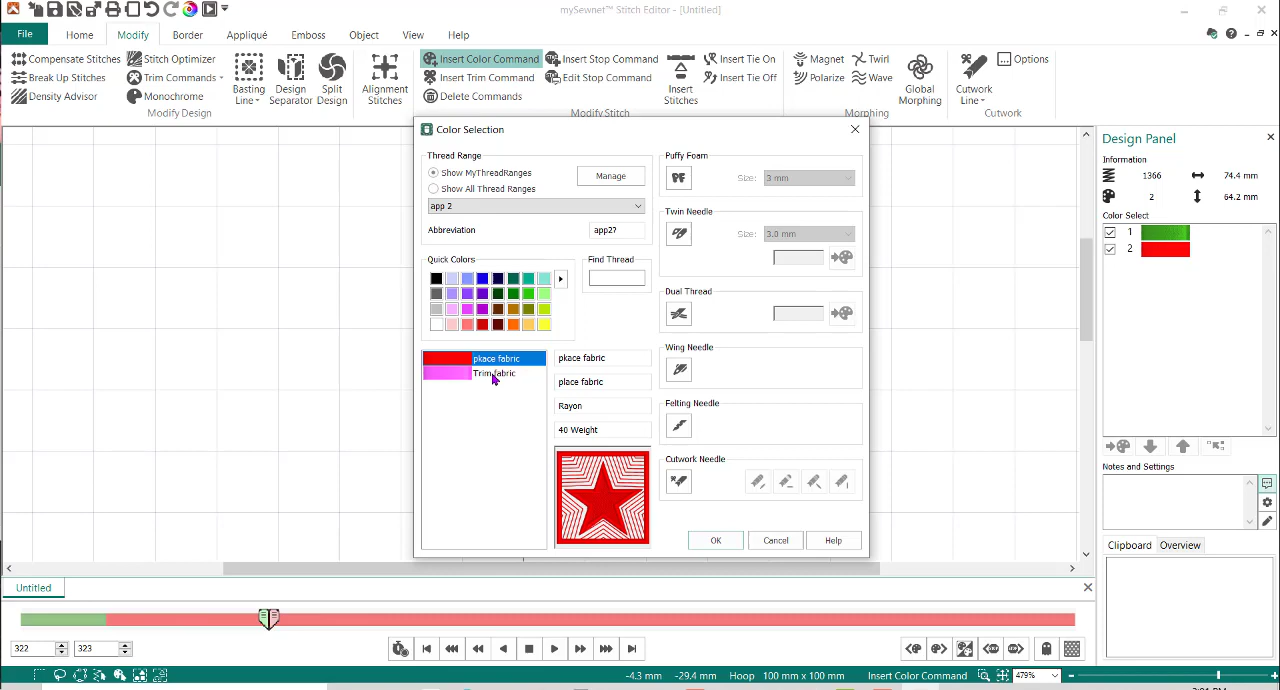 mySewnet™ Stitch Editor - [Untitled]
File Home Modify Border Appliqué Emboss Object View Help
Compensate Stitches Stitch Optimizer Insert Color Command Insert Stop Command Insert Tie On Magnet Twirl Options
Break Up Stitches Trim Commands Insert Trim Command Edit Stop Command Insert Tie Off Polarize Wave
Density Advisor Monochrome Delete Commands
Basting Line Design Separator Split Design Alignment Stitches Insert Stitches Global Morphing Cutwork Line
Modify Design Modify Stitch Morphing Cutwork
Color Selection
Thread Range
Show MyThreadRanges Manage
Show All Thread Ranges
app 2
Abbreviation app2?
Quick Colors Find Thread
pkace fabric
Trim fabric
pkace fabric
place fabric
Rayon
40 Weight
Puffy Foam
PF Size: 3 mm
Twin Needle
Size: 3.0 mm
Dual Thread
Wing Needle
Felting Needle
Cutwork Needle
OK Cancel Help
Design Panel
Information
1366 74.4 mm
2 64.2 mm
Color Select
1
2
Notes and Settings
Clipboard Overview
Untitled
322 323
-4.3 mm -29.4 mm Hoop 100 mm x 100 mm Insert Color Command 479%